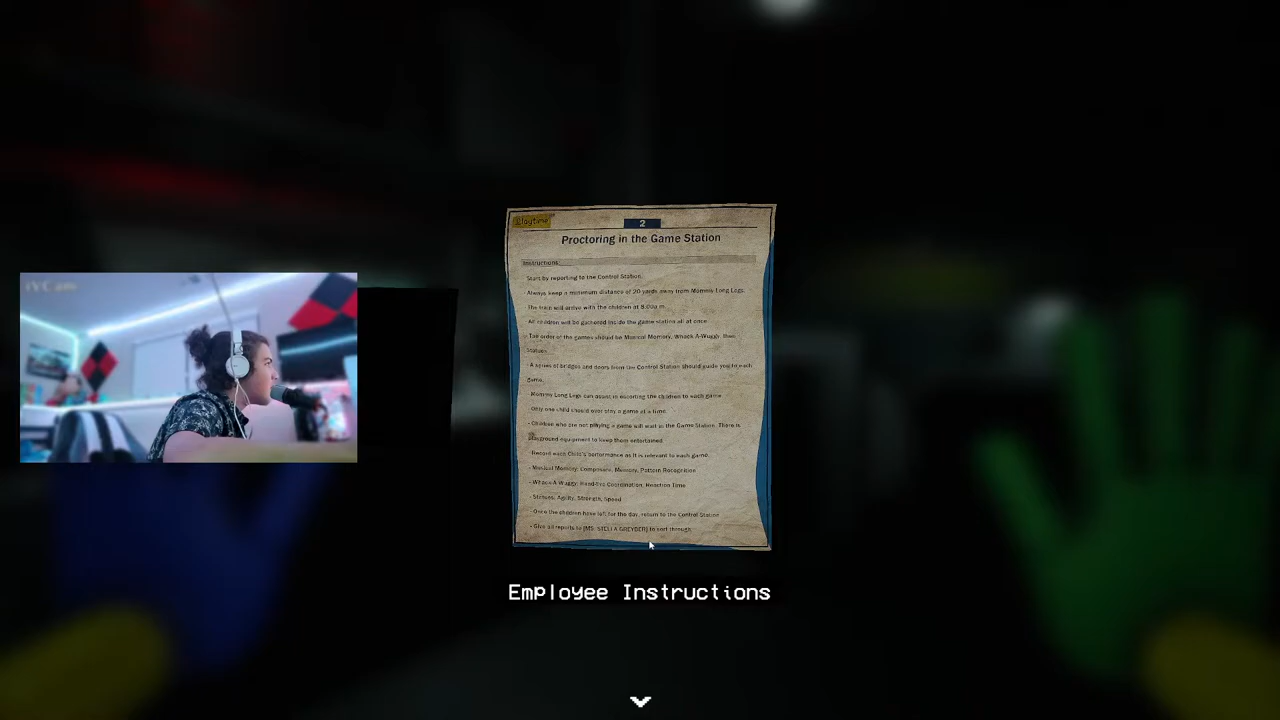 iVCam
Playtime
2
Proctoring in the Game Station
Instructions:
Start by reporting to the Control Station.
Always keep a minimum distance of 20 yards away from Mommy Long Legs.
The train will arrive with the children at 8:00a.m
All children will be gathered inside the game station all at once
The order of the games should be Musical Memory, Whack-A-Wuggy, then
Statues.
A series of bridges and doors from the Control Station should guide you to each
game.
Mommy Long Legs can assist in escorting the children to each game
Only one child should ever play a game at a time.
- Children who are not playing a game will wait in the Game Station. There is
playground equipment to keep them entertained
Record each Child's performance as it is relevant to each game.
- Musical Memory: Composure, Memory, Pattern Recognition
- Whack-A-Wuggy: Hand-Eye Coordination, Reaction Time
- Statues: Agility, Strength, Speed
- Once the children have left for the day, return to the Control Station
- Give all reports to [MS. STELLA GREYBER] to sort through.
Employee Instructions